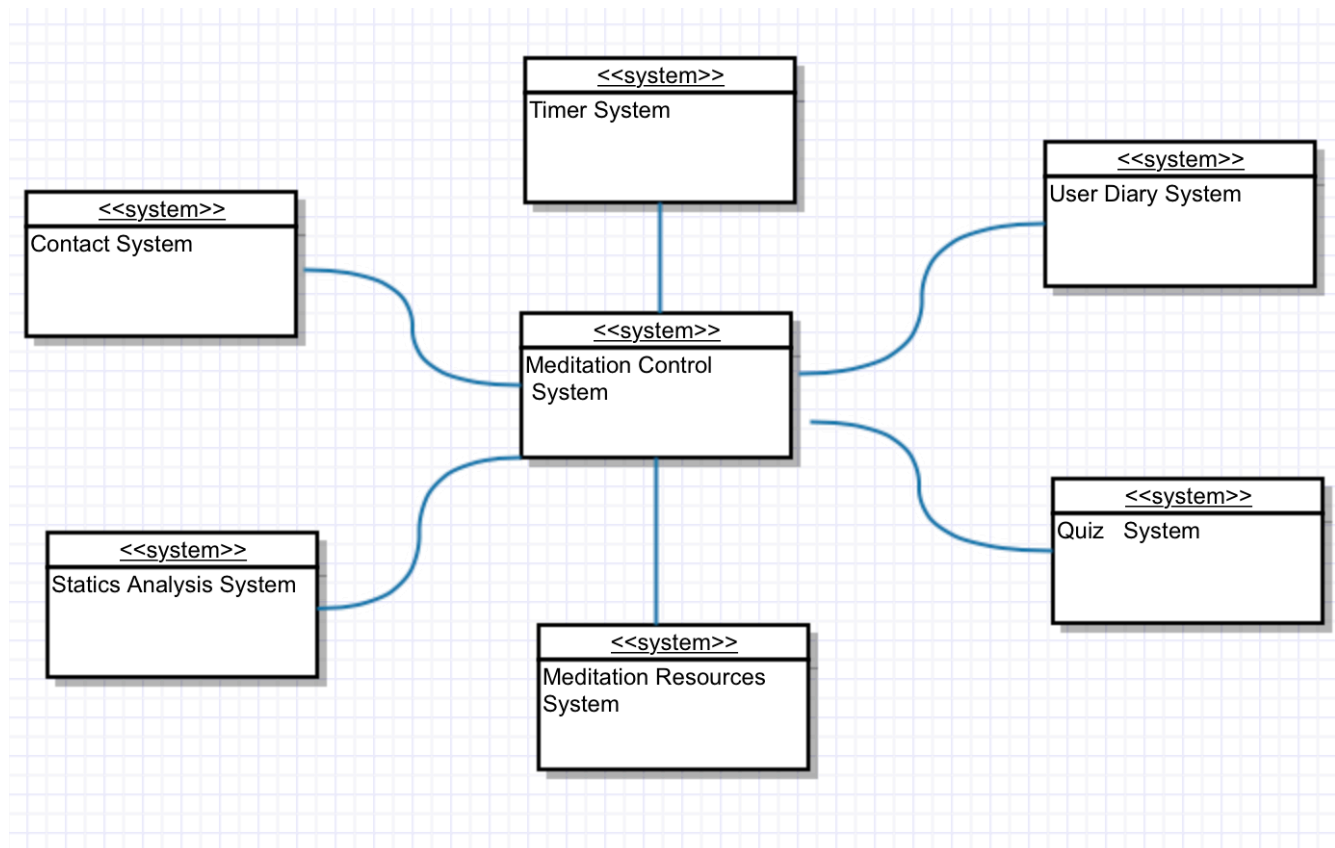 <<system>>
Timer System
<<system>>
User Diary System
<<system>>
Contact System
<<system>>
Meditation Control
System
<<system>>
Quiz System
<<system>>
Statics Analysis System
<<system>>
Meditation Resources
System